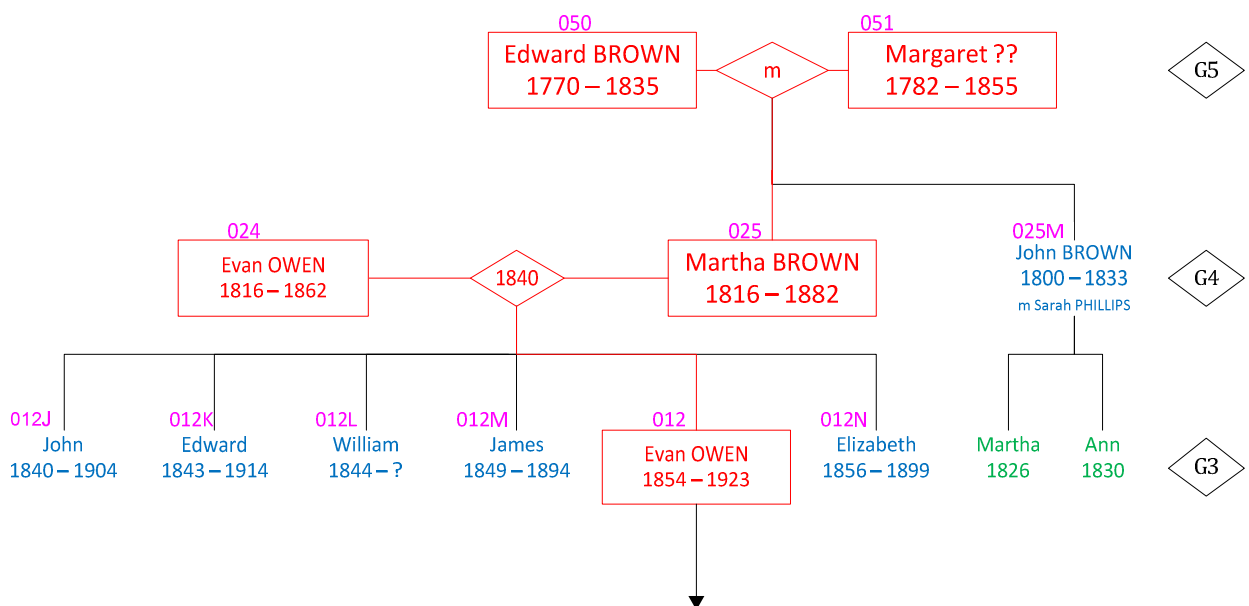 050
051
Edward BROWN
1770 – 1835
m
Margaret ??
1782 – 1855
G5
024
025
025M
Evan OWEN
1816 – 1862
1840
Martha BROWN
1816 – 1882
John BROWN
1800 – 1833
m Sarah PHILLIPS
G4
012J
012K
012L
012M
012
012N
John
1840 – 1904
Edward
1843 – 1914
William
1844 – ?
James
1849 – 1894
Evan OWEN
1854 – 1923
Elizabeth
1856 – 1899
Martha
1826
Ann
1830
G3